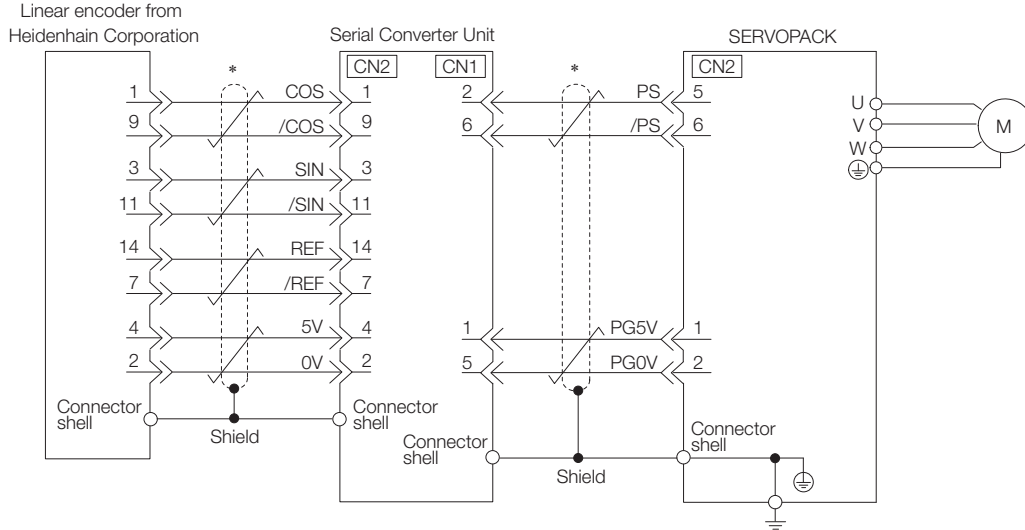 Linear encoder from
Heidenhain Corporation
Serial Converter Unit
SERVOPACK
CN2 CN1 CN2
* *
1 COS 1 2 PS 5
9 /COS 9 6 /PS 6
3 SIN 3
11 /SIN 11
14 REF 14
7 /REF 7
4 5V 4 1 PG5V 1
2 0V 2 5 PG0V 2
U
V
W
M
Connector
shell
Shield
Connector
shell
Connector
shell
Shield
Connector
shell